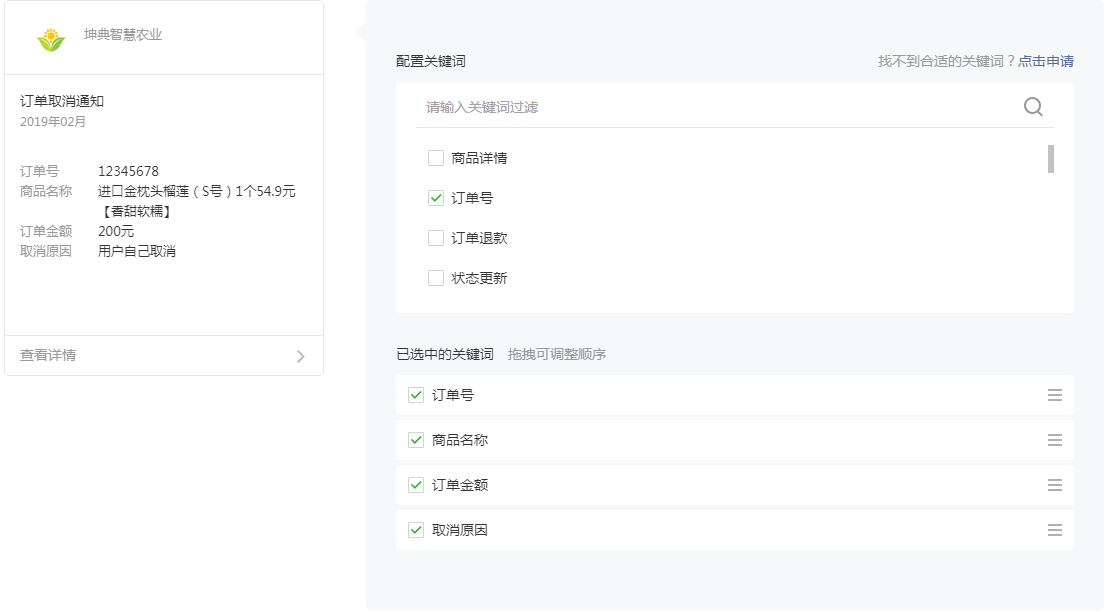 坤典智慧农业
订单取消通知
2019年02月
订单号 12345678
商品名称 进口金枕头榴莲（S号）1个54.9元
【香甜软糯】
订单金额 200元
取消原因 用户自己取消
查看详情
配置关键词 找不到合适的关键词？点击申请
请输入关键词过滤
商品详情
订单号
订单退款
状态更新
已选中的关键词 拖拽可调整顺序
订单号
商品名称
订单金额
取消原因